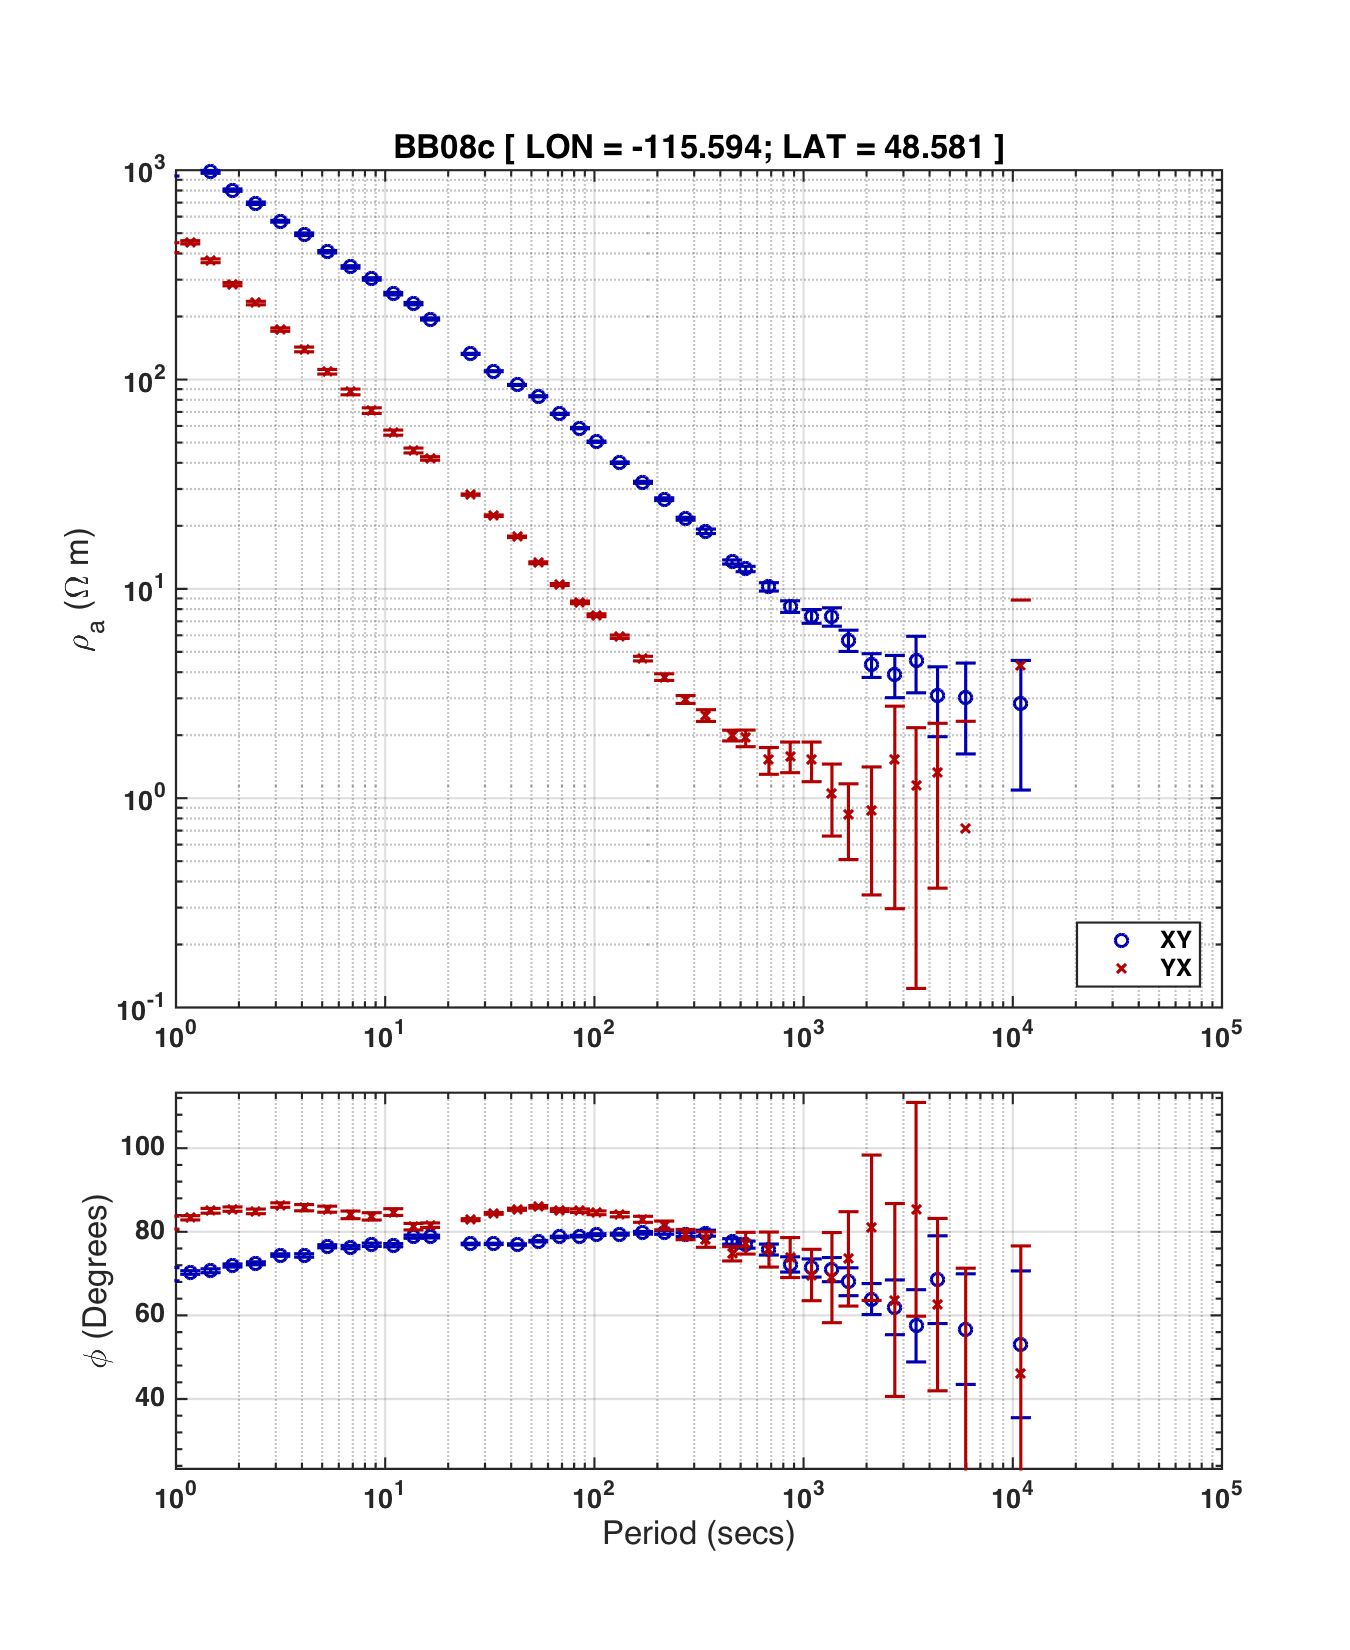 BB08c [ LON = -115.594; LAT = 48.581 ]
10³
10²
10¹
10⁰
10⁻¹
ρₐ (Ω m)
XY
YX
10⁰ 10¹ 10² 10³ 10⁴ 10⁵
100
80
60
40
ϕ (Degrees)
10⁰ 10¹ 10² 10³ 10⁴ 10⁵
Period (secs)